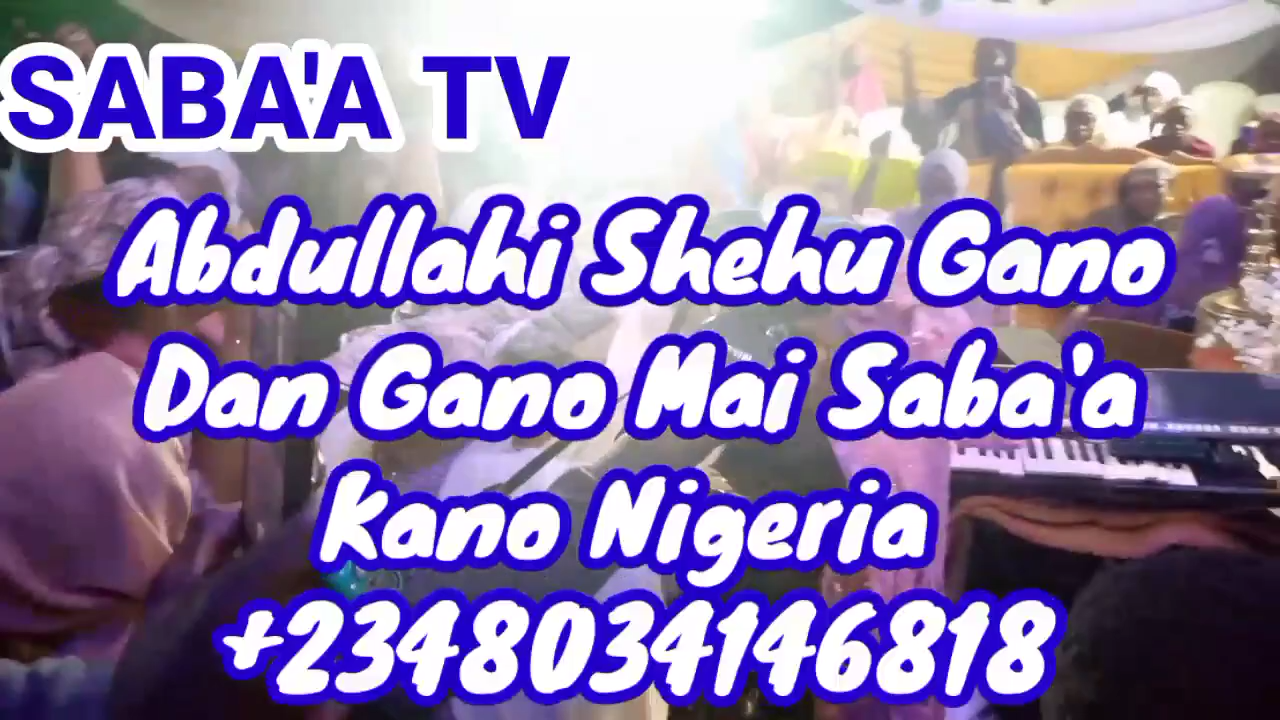 SABA'A TV
Abdullahi Shehu Gano
Dan Gano Mai Saba'a
Kano Nigeria
+2348034146818